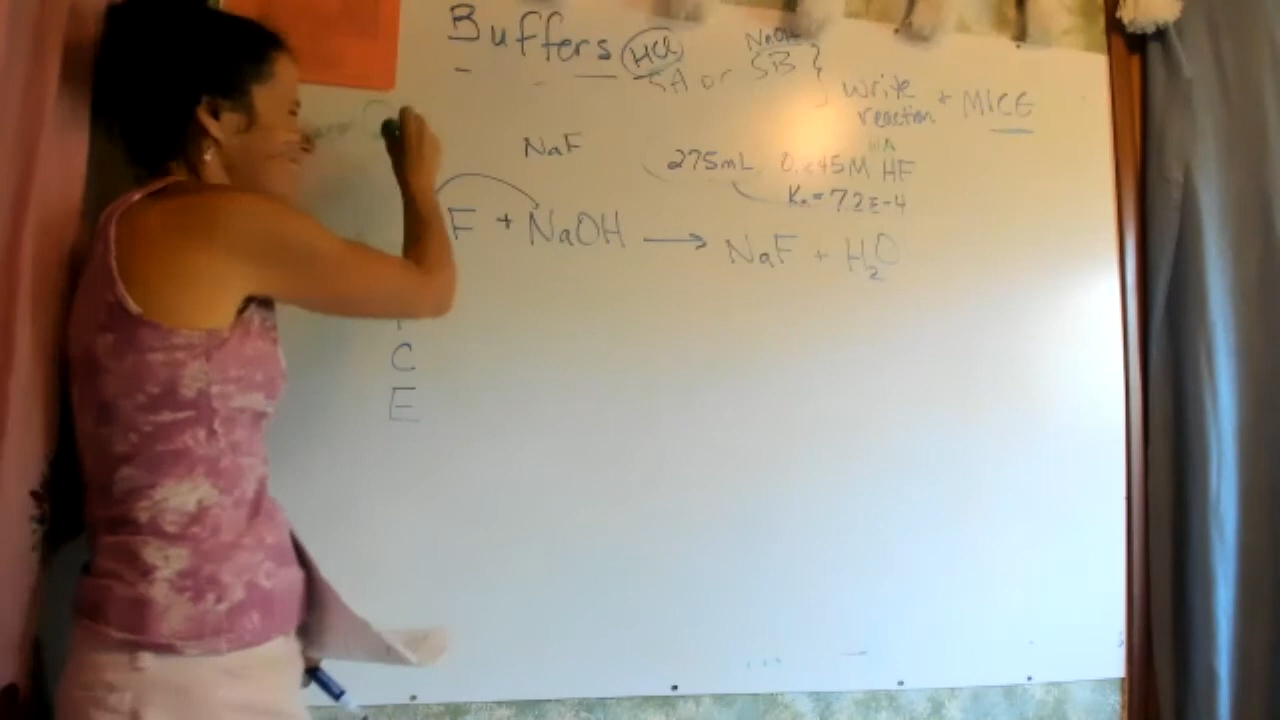 Buffers HCl SA or NaOH SB } write reaction + MICE
NaF 275mL M HF
HA
Ka = 7.2E-4
F + NaOH → NaF + H2O
I
C
E